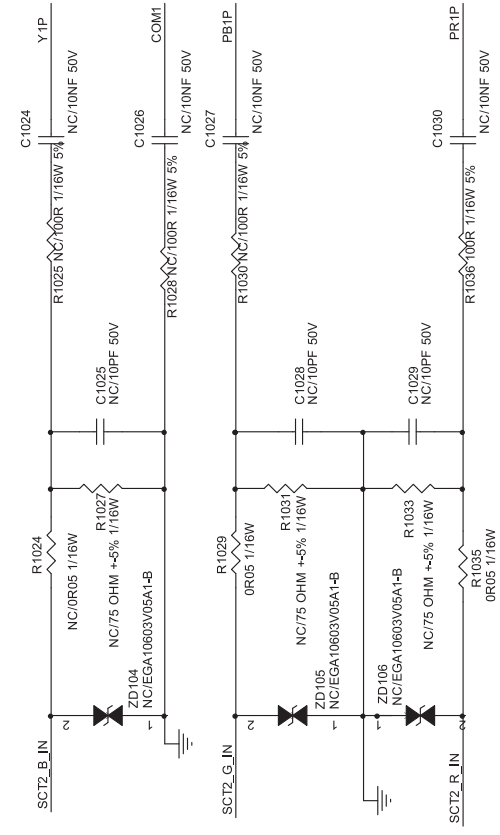 Y1P
C1024
NC/10NF 50V
R1025 NC/100R 1/16W 5%
COM1
C1026
NC/10NF 50V
R1028 NC/100R 1/16W 5%
PB1P
C1027
NC/10NF 50V
R1030 NC/100R 1/16W 5%
PR1P
C1030
NC/10NF 50V
R1036 100R 1/16W 5%
C1025
NC/10PF 50V
C1028
NC/10PF 50V
C1029
NC/10PF 50V
R1024
NC/0R05 1/16W
R1027
NC/75 OHM +-5% 1/16W
ZD104
NC/EGA10603V05A1-B
2
1
SCT2_B_IN
R1029
0R05 1/16W
R1031
NC/75 OHM +-5% 1/16W
ZD105
NC/EGA10603V05A1-B
2
1
SCT2_G_IN
R1033
NC/75 OHM +-5% 1/16W
ZD106
NC/EGA10603V05A1-B
1
2
R1035
0R05 1/16W
SCT2_R_IN